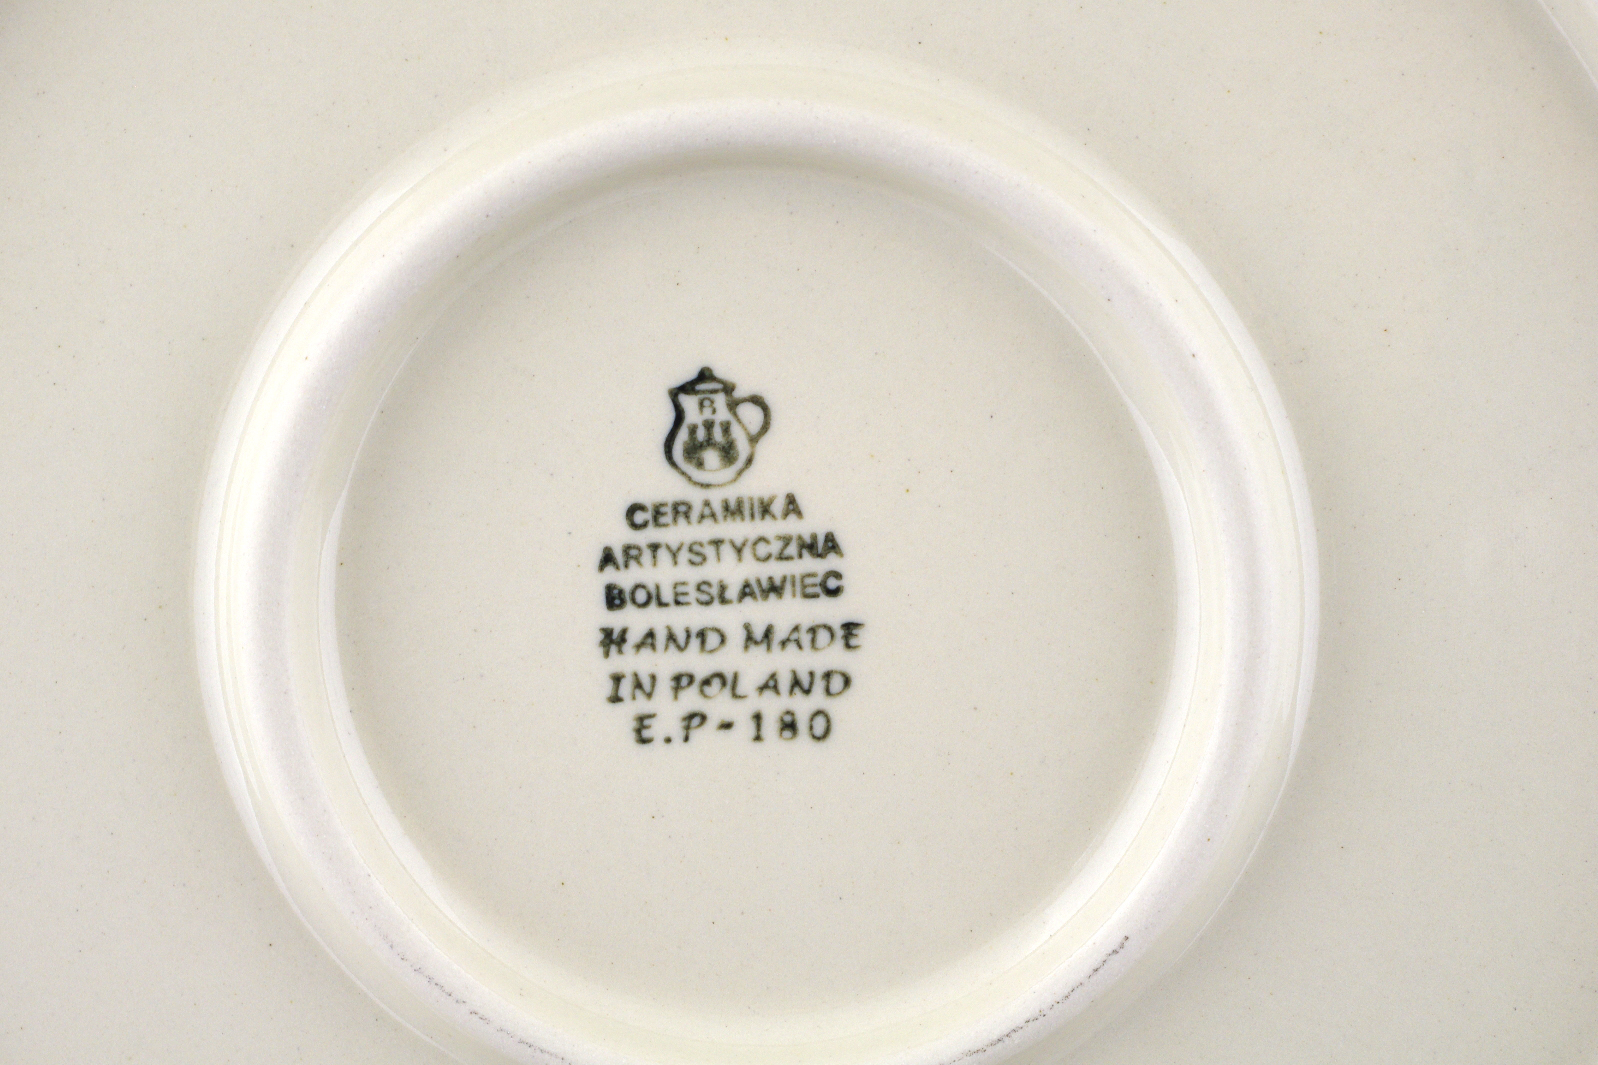 B
CERAMIKA
ARTYSTYCZNA
BOLESŁAWIEC
HAND MADE
IN POLAND
E.P-180